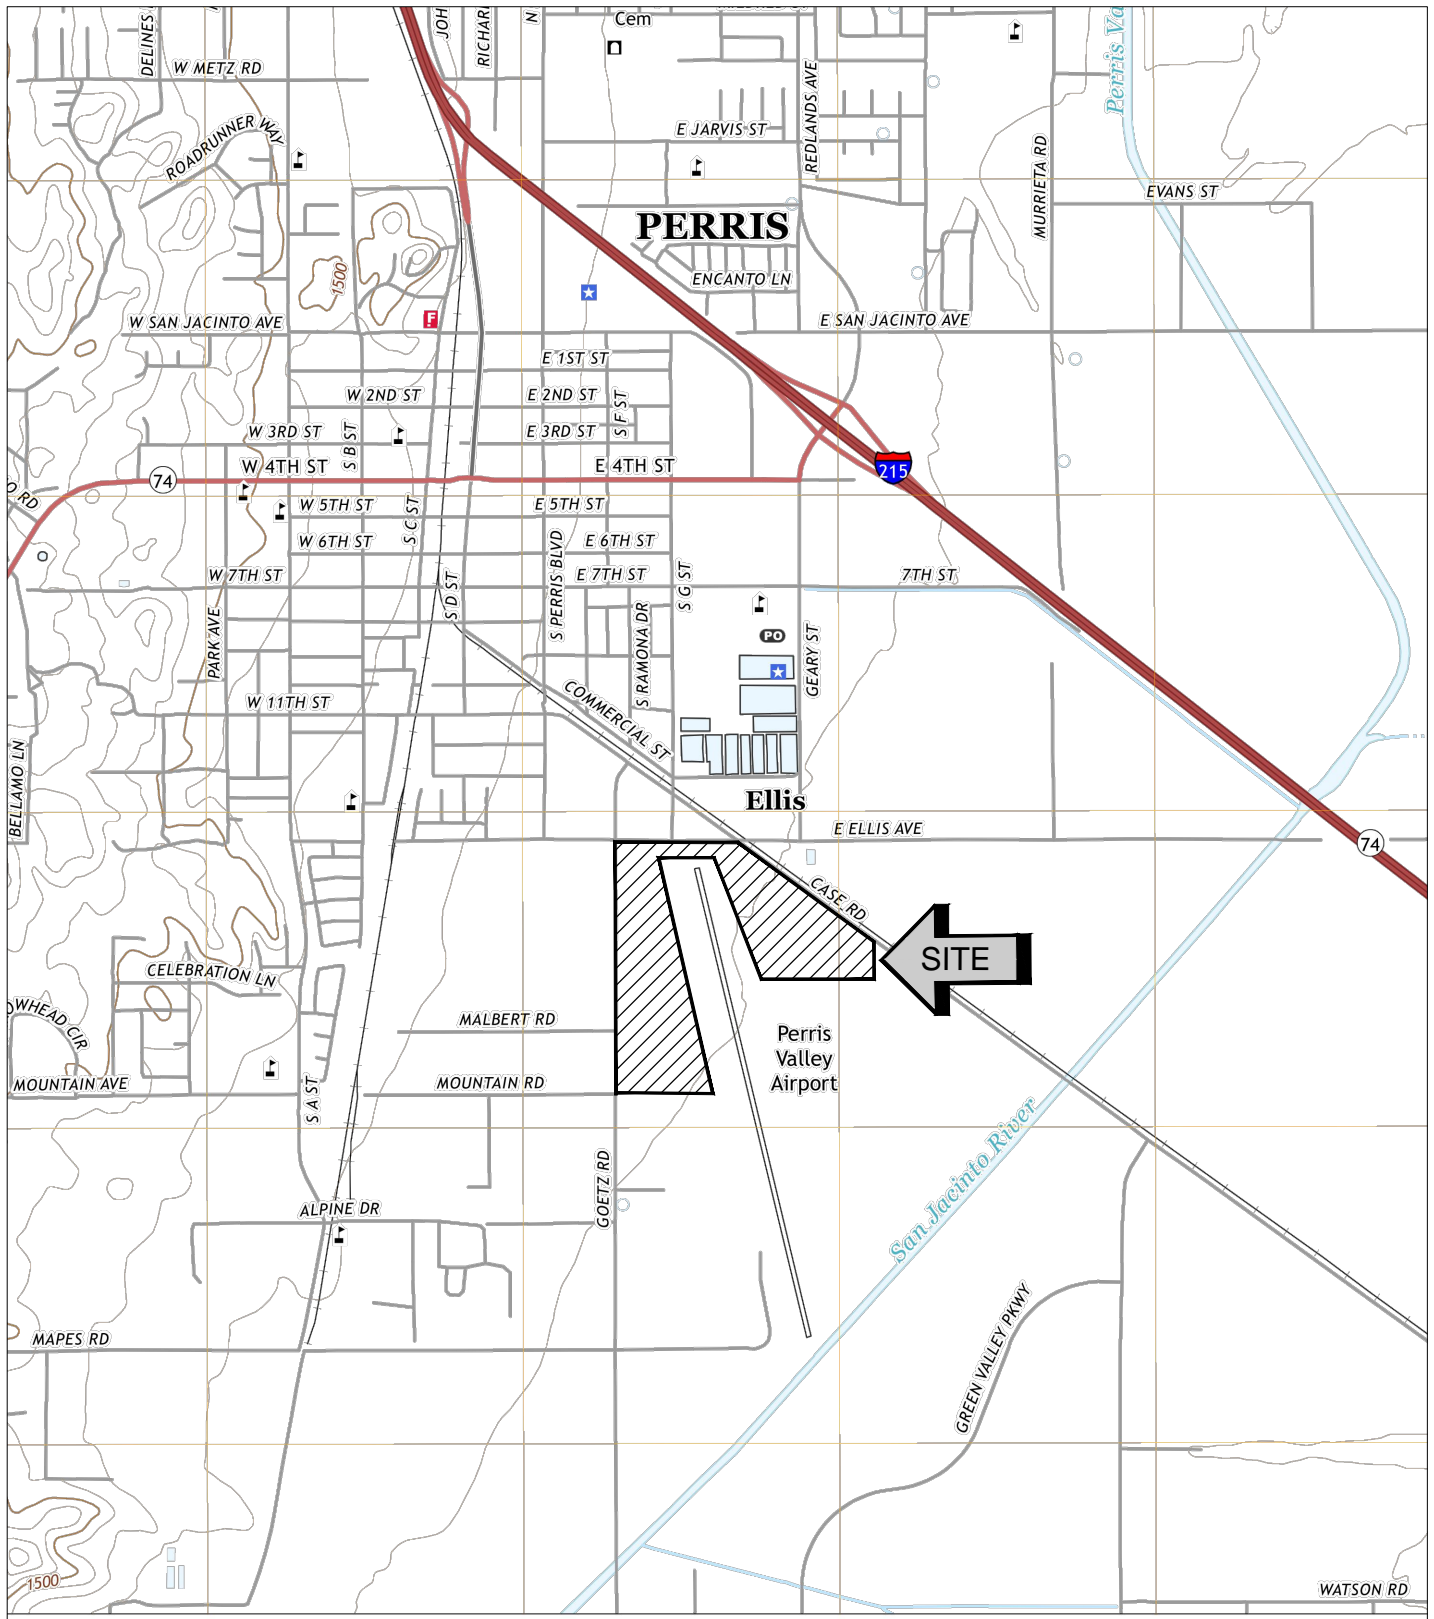 DELINES
JOH
RICHARD
N
Cem
W METZ RD
REDLANDS AVE
Perris Va
ROADRUNNER WAY
E JARVIS ST
MURRIETA RD
EVANS ST
PERRIS
1500
ENCANTO LN
F
W SAN JACINTO AVE
E SAN JACINTO AVE
E 1ST ST
W 2ND ST
E 2ND ST
S F ST
W 3RD ST
S B ST
E 3RD ST
W 4TH ST
E 4TH ST
74
215
O RD
W 5TH ST
S C ST
E 5TH ST
W 6TH ST
E 6TH ST
S PERRIS BLVD
W 7TH ST
E 7TH ST
S G ST
7TH ST
S D ST
PARK AVE
S RAMONA DR
PO
GEARY ST
W 11TH ST
COMMERCIAL ST
BELLAMO LN
Ellis
E ELLIS AVE
74
CASE RD
SITE
CELEBRATION LN
OWHEAD CIR
MALBERT RD
Perris
Valley
Airport
MOUNTAIN AVE
MOUNTAIN RD
S A ST
San Jacinto River
GOETZ RD
ALPINE DR
MAPES RD
GREEN VALLEY PKWY
1500
WATSON RD